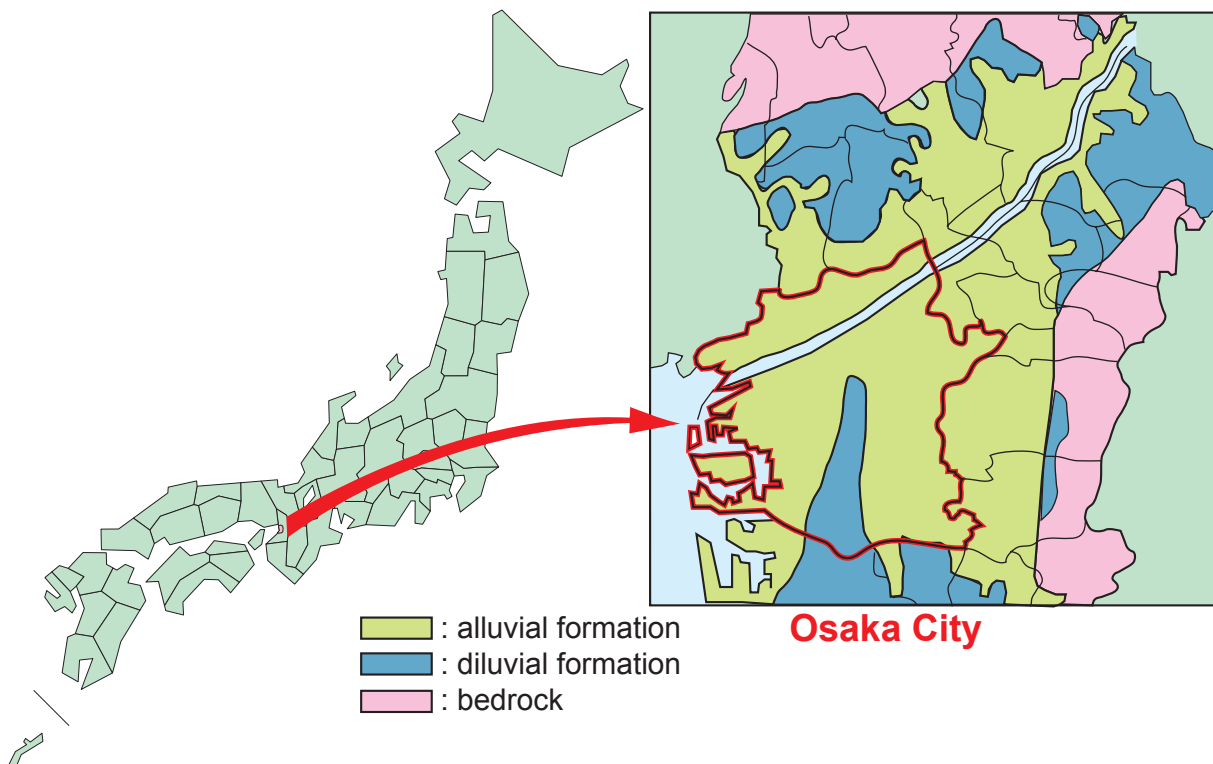 Osaka City
: alluvial formation
: diluvial formation
: bedrock